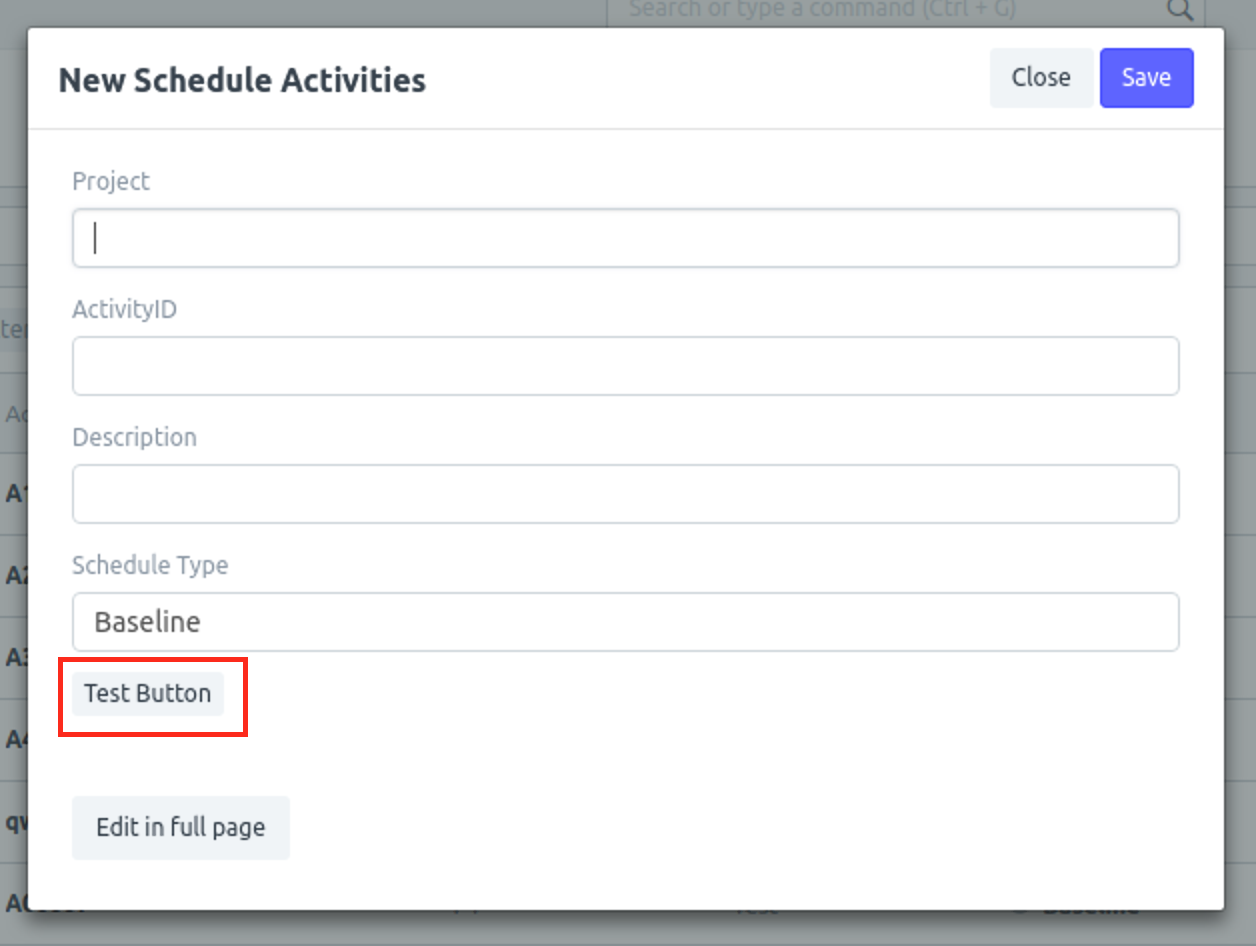 Search or type a command (Ctrl + G)
New Schedule Activities
Close
Save
Project
ActivityID
Description
Schedule Type
Baseline
Test Button
Edit in full page